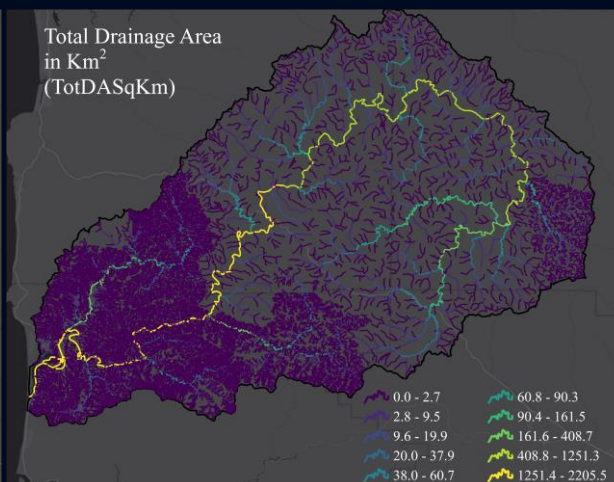 Total Drainage Area
in Km²
(TotDASqKm)
0.0 - 2.7
2.8 - 9.5
9.6 - 19.9
20.0 - 37.9
38.0 - 60.7
60.8 - 90.3
90.4 - 161.5
161.6 - 408.7
408.8 - 1251.3
1251.4 - 2205.5